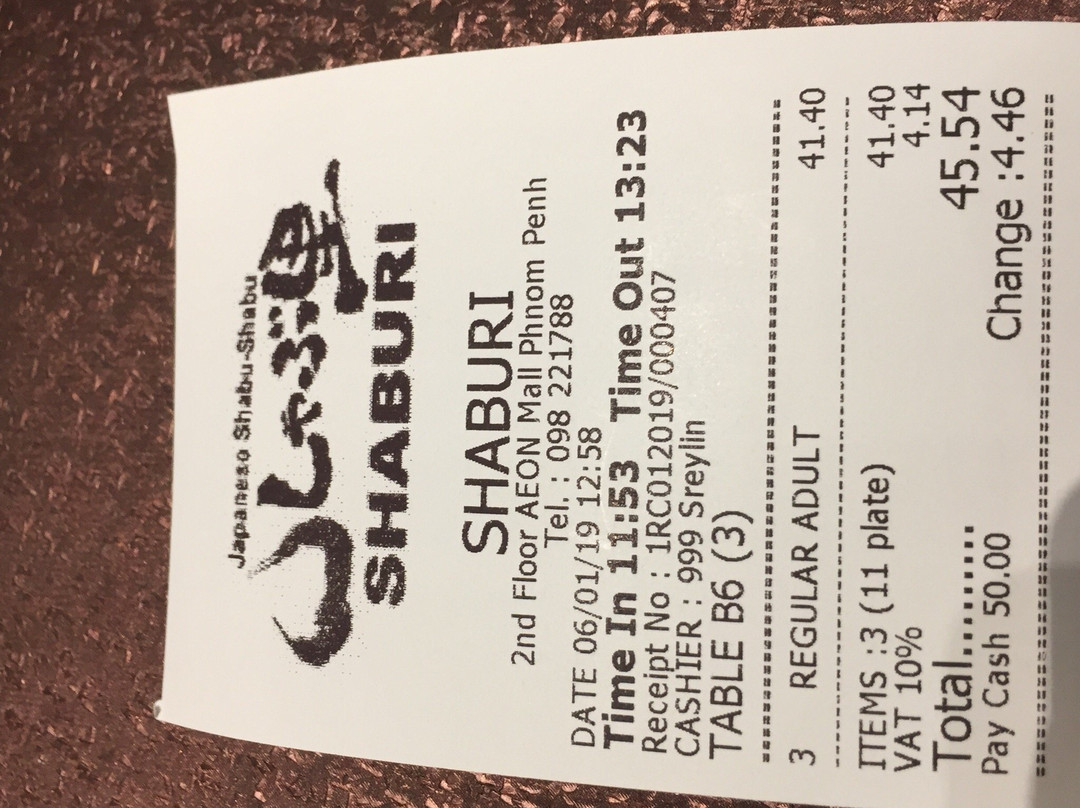 Japanese Shabu-Shabu
しゃぶ里
SHABURI
SHABURI
2nd Floor AEON Mall Phnom Penh
Tel. : 098 221788
DATE 06/01/19 12:58
Time In 11:53 Time Out 13:23
Receipt No : 1RC012019/000407
CASHIER : 999 Sreylin
TABLE B6 (3)
3 REGULAR ADULT 41.40
ITEMS :3 (11 plate) 41.40
VAT 10% 4.14
Total......... 45.54
Pay Cash 50.00 Change :4.46